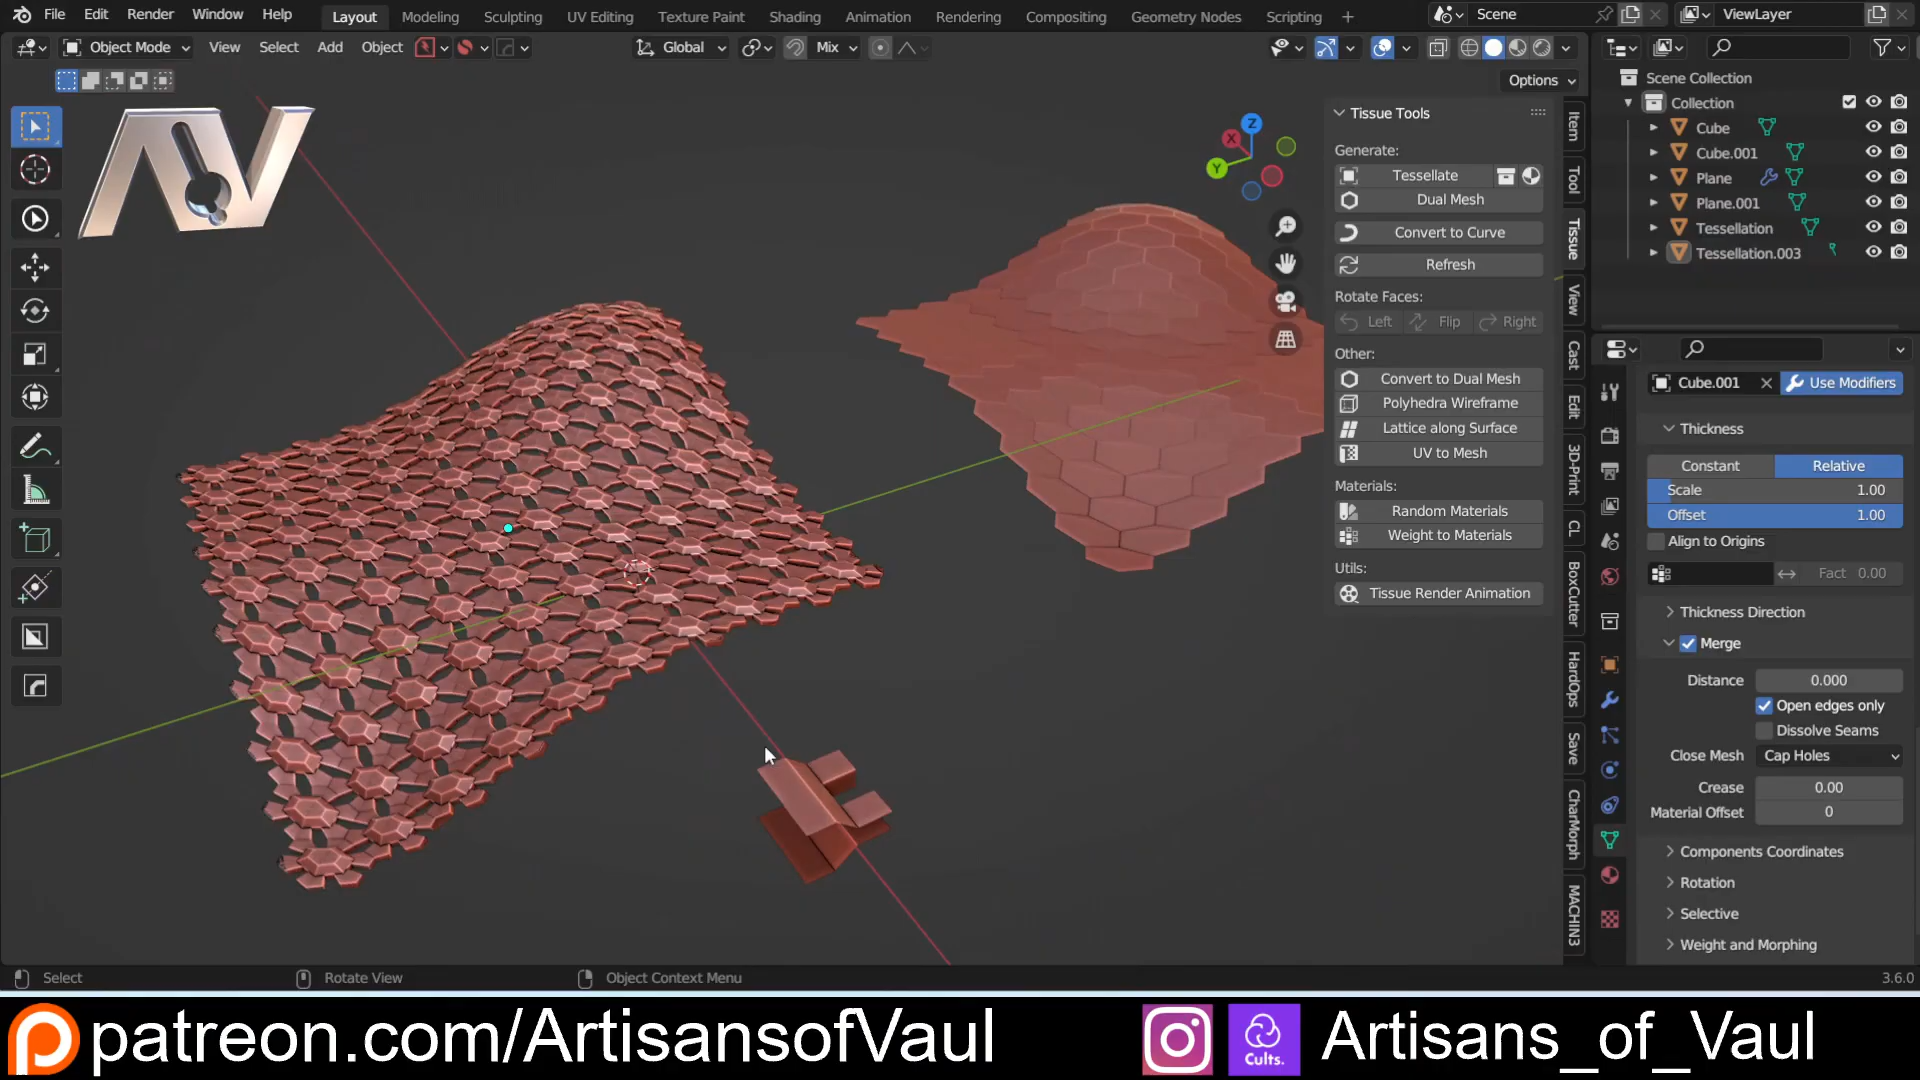 File Edit Render Window Help Layout Modeling Sculpting UV Editing Texture Paint Shading Animation Rendering Compositing Geometry Nodes Scripting + Scene ViewLayer
Object Mode View Select Add Object Global Mix
Options
AV
Z
X
Y
Tissue Tools
Generate:
Tessellate
Dual Mesh
Convert to Curve
Refresh
Rotate Faces:
Left Flip Right
Other:
Convert to Dual Mesh
Polyhedra Wireframe
Lattice along Surface
UV to Mesh
Materials:
Random Materials
Weight to Materials
Utils:
Tissue Render Animation
Item
Tool
Tissue
View
Cast
Edit
3D-Print
CL
BoxCutter
HardOps
Save
CharMorph
MACHIN3
Scene Collection
Collection
Cube
Cube.001
Plane
Plane.001
Tessellation
Tessellation.003
Cube.001 Use Modifiers
Thickness
Constant Relative
Scale 1.00
Offset 1.00
Align to Origins
Fact 0.00
Thickness Direction
Merge
Distance 0.000
Open edges only
Dissolve Seams
Close Mesh Cap Holes
Crease 0.00
Material Offset 0
Components Coordinates
Rotation
Selective
Weight and Morphing
Select Rotate View Object Context Menu 3.6.0
patreon.com/ArtisansofVaul Cults. Artisans_of_Vaul